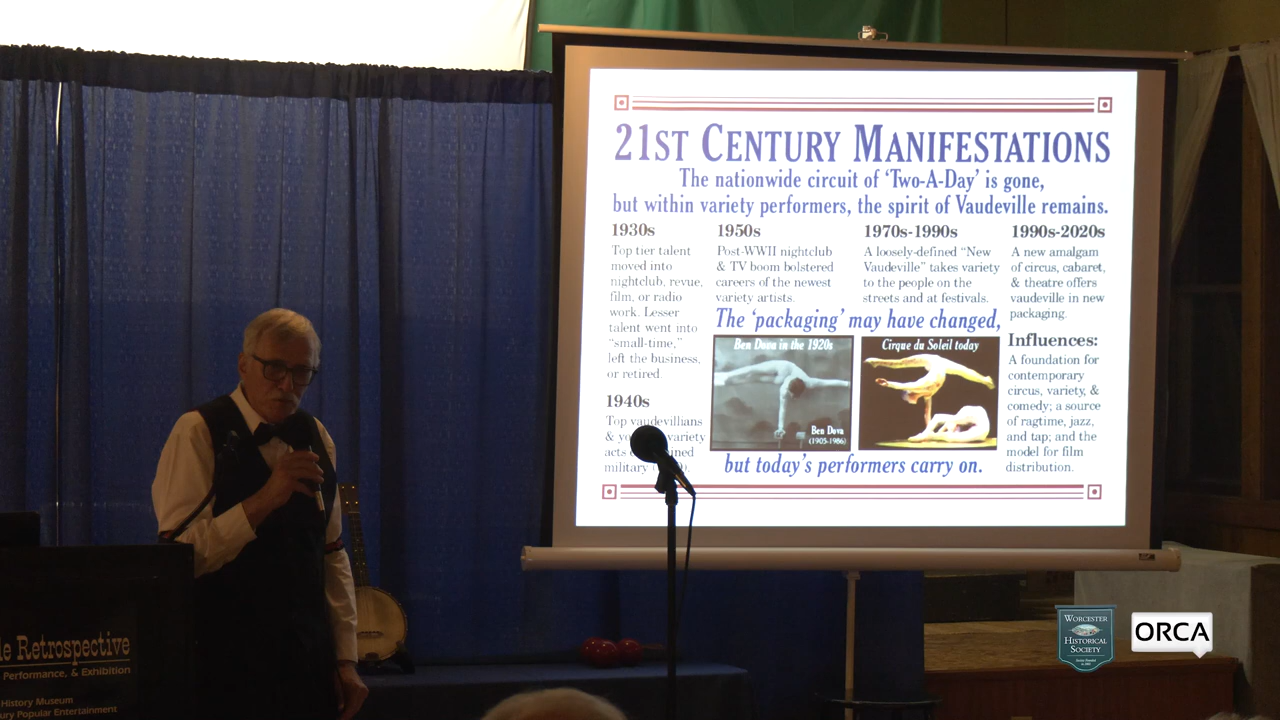 21ST CENTURY MANIFESTATIONS
The nationwide circuit of 'Two-A-Day' is gone,
but within variety performers, the spirit of Vaudeville remains.
1930s
Top tier talent
moved into
nightclub, revue,
film, or radio
work. Lesser
talent went into
"small-time,"
left the business,
or retired.
1940s
Top vaudevillians
& variety
acts
military
1950s
Post-WWII nightclub
& TV boom bolstered
careers of the newest
variety artists.
1970s-1990s
A loosely-defined "New
Vaudeville" takes variety
to the people on the
streets and at festivals.
1990s-2020s
A new amalgam
of circus, cabaret,
& theatre offers
vaudeville in new
packaging.
The 'packaging' may have changed,
Ben Dova in the 1920s
Ben Dova
(1905-1986)
Cirque du Soleil today
but today's performers carry on.
Influences:
A foundation for
contemporary
circus, variety, &
comedy; a source
of ragtime, jazz,
and tap; and the
model for film
distribution.
Retrospective
Performance, & Exhibition
History Museum
Popular Entertainment
WORCESTER
HISTORICAL
SOCIETY
ORCA